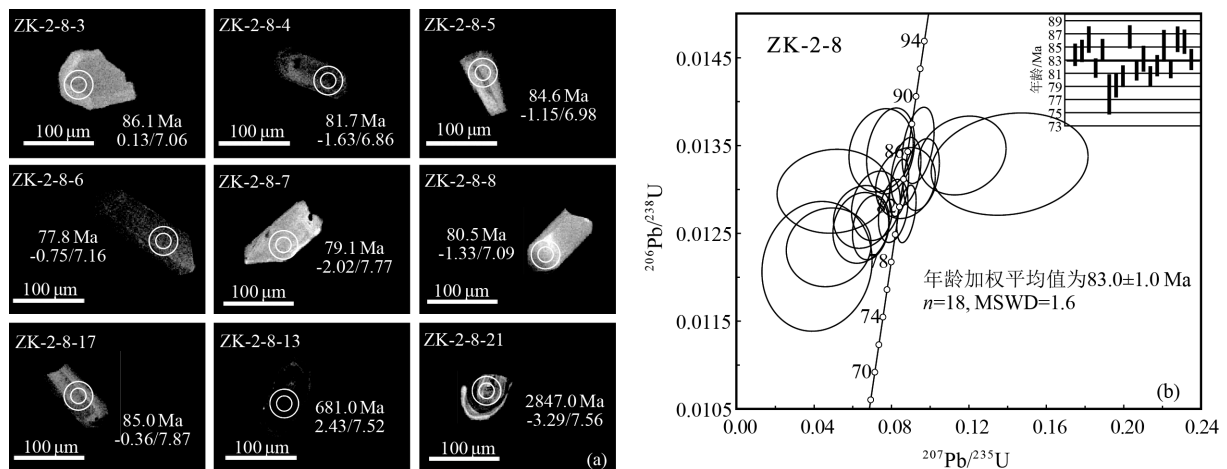 ZK-2-8-3
86.1 Ma
0.13/7.06
100 μm
ZK-2-8-4
81.7 Ma
-1.63/6.86
100 μm
ZK-2-8-5
84.6 Ma
-1.15/6.98
100 μm
ZK-2-8-6
77.8 Ma
-0.75/7.16
100 μm
ZK-2-8-7
79.1 Ma
-2.02/7.77
100 μm
ZK-2-8-8
80.5 Ma
-1.33/7.09
100 μm
ZK-2-8-17
85.0 Ma
-0.36/7.87
100 μm
ZK-2-8-13
681.0 Ma
2.43/7.52
100 μm
ZK-2-8-21
2847.0 Ma
-3.29/7.56
100 μm
(a)
ZK-2-8
年龄/Ma
89
87
85
83
81
79
77
75
73
94
90
74
70
年龄加权平均值为83.0±1.0 Ma
n=18, MSWD=1.6
(b)
0.0145
0.0135
0.0125
0.0115
0.0105
²⁰⁶Pb/²³⁸U
0.00
0.04
0.08
0.12
0.16
0.20
0.24
²⁰⁷Pb/²³⁵U